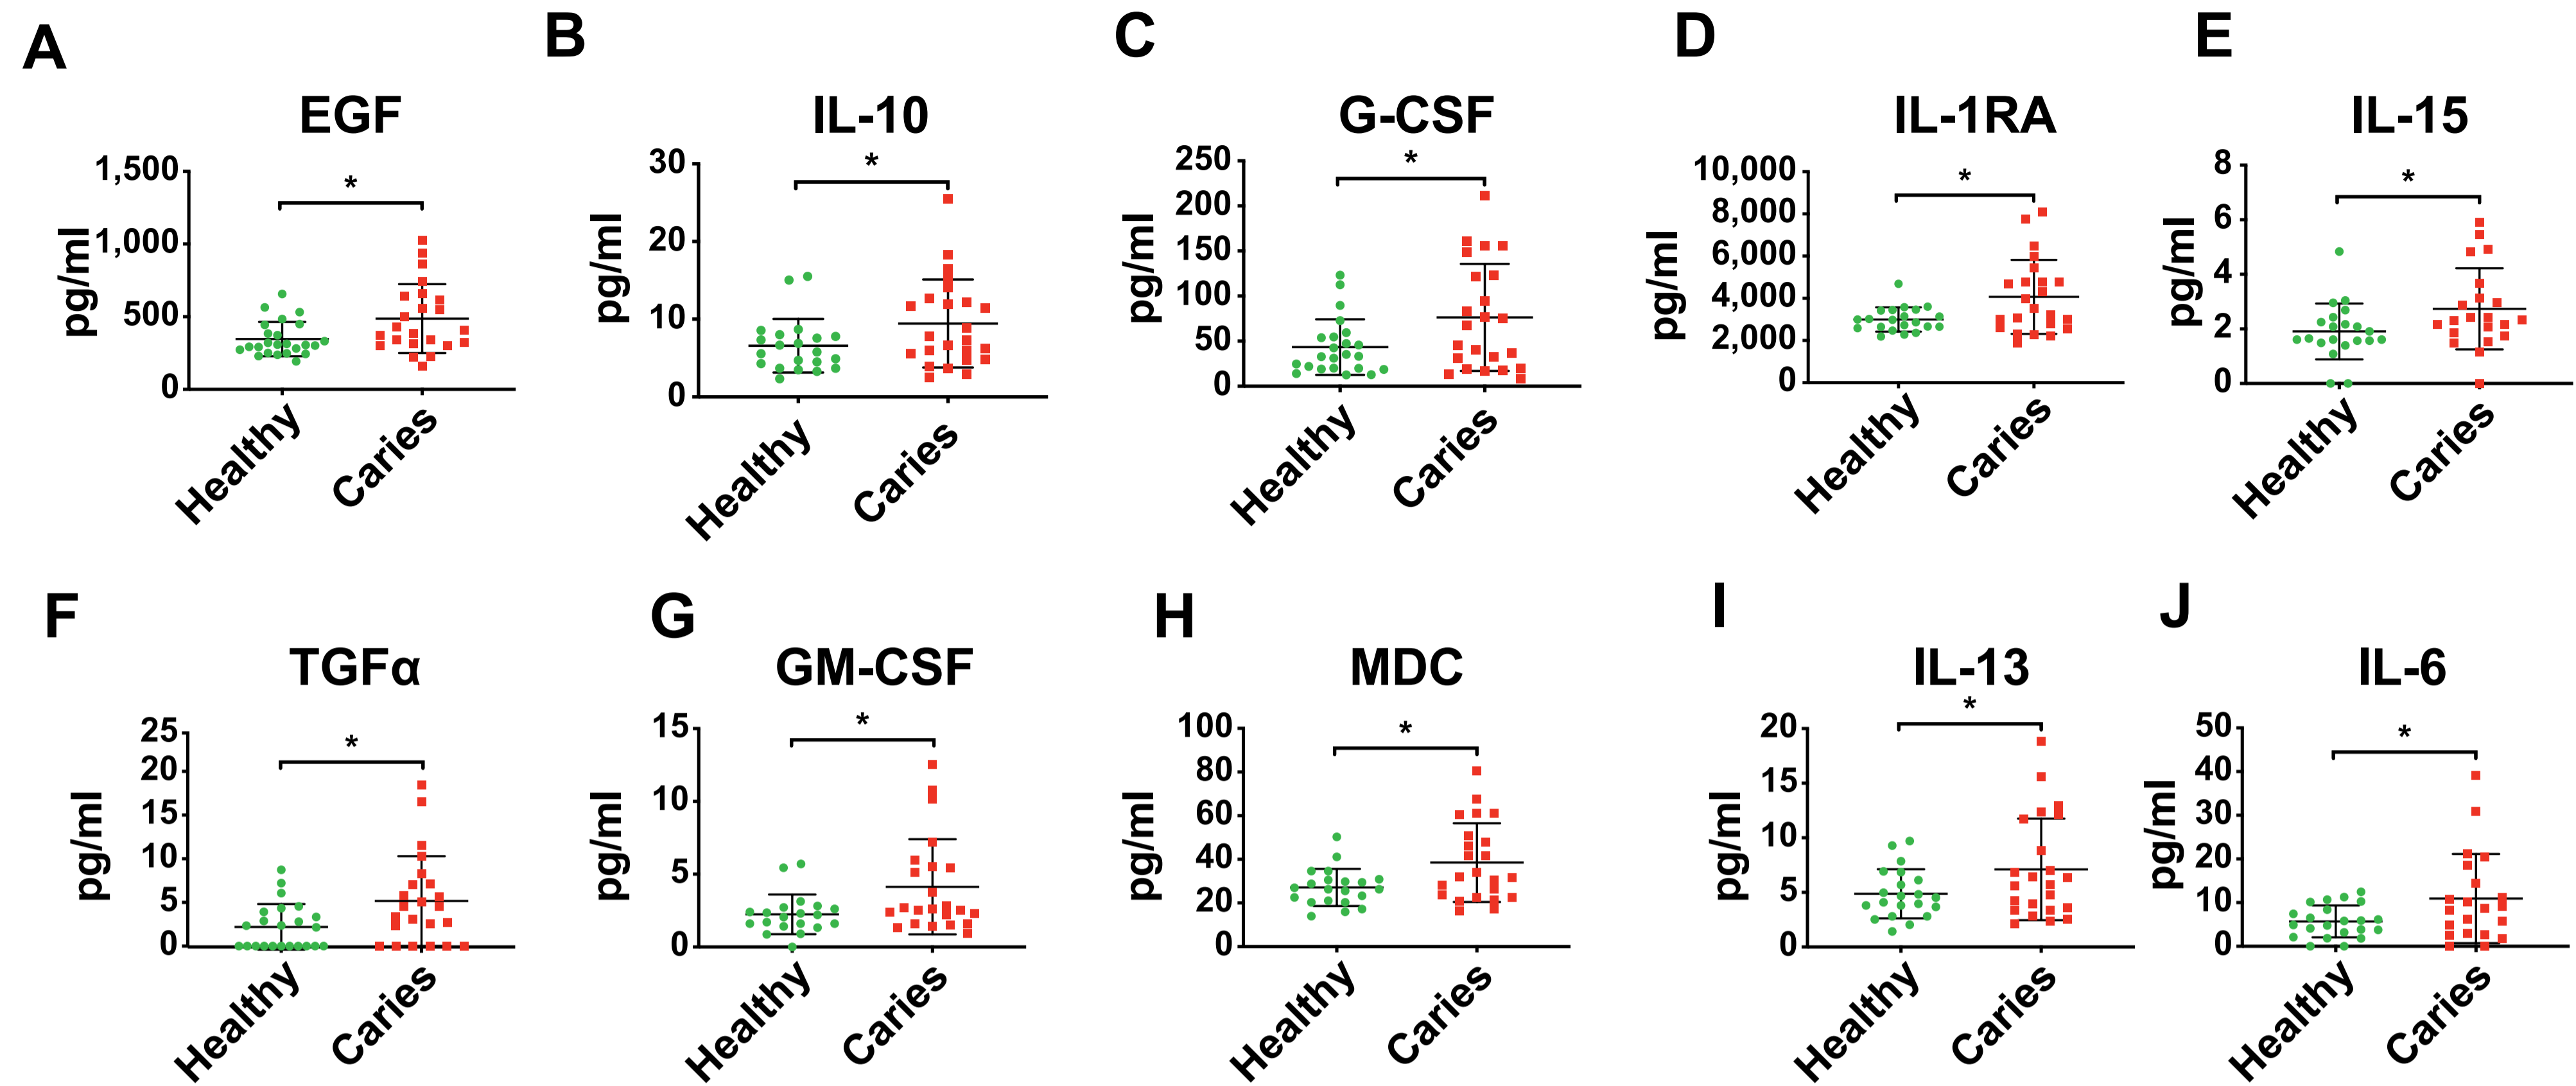 A
B
C
D
E
EGF
IL-10
G-CSF
IL-1RA
IL-15
pg/ml
1,500
1,000
500
0
*
Healthy
Caries
pg/ml
30
20
10
0
*
Healthy
Caries
pg/ml
250
200
150
100
50
0
*
Healthy
Caries
pg/ml
10,000
8,000
6,000
4,000
2,000
0
*
Healthy
Caries
pg/ml
8
6
4
2
0
*
Healthy
Caries
F
G
H
I
J
TGFα
GM-CSF
MDC
IL-13
IL-6
pg/ml
25
20
15
10
5
0
*
Healthy
Caries
pg/ml
15
10
5
0
*
Healthy
Caries
pg/ml
100
80
60
40
20
0
*
Healthy
Caries
pg/ml
20
15
10
5
0
*
Healthy
Caries
pg/ml
50
40
30
20
10
0
*
Healthy
Caries